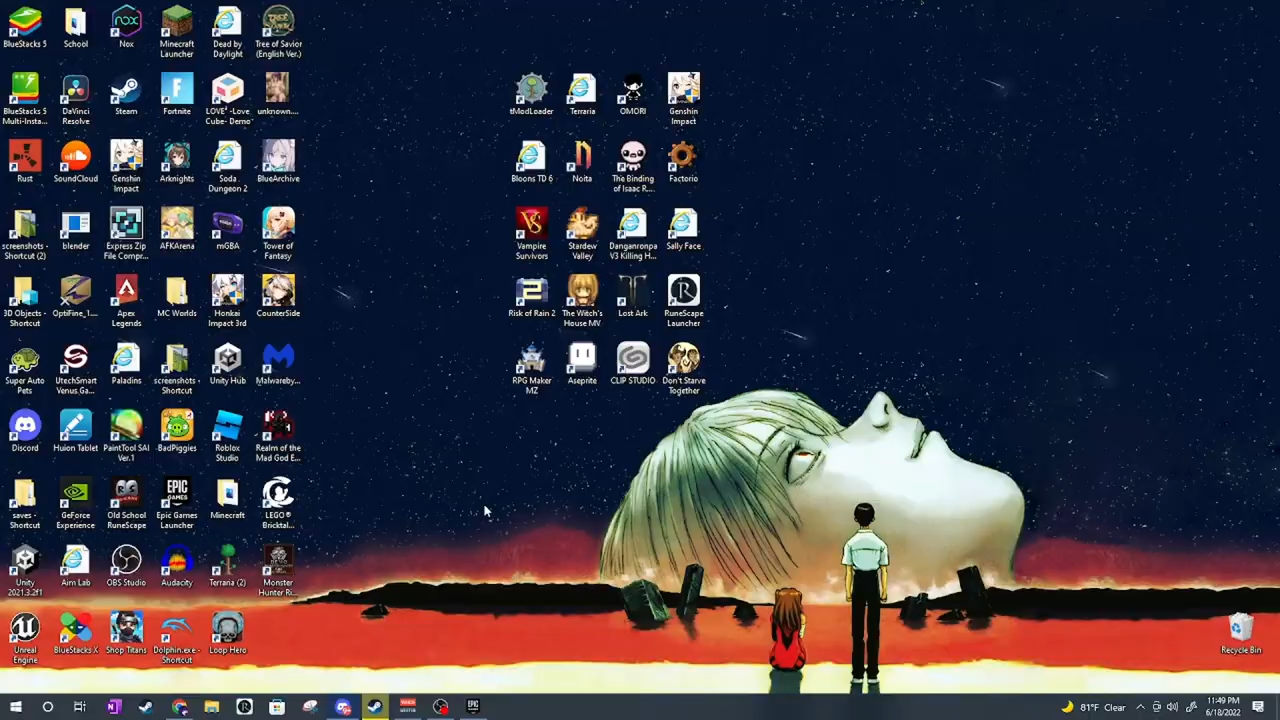 BlueStacks 5
School
Nox
Minecraft
Launcher
Dead by
Daylight
Tree of Savior
(English Ver.)
BlueStacks 5
Multi-Insta...
DaVinci
Resolve
Steam
Fortnite
LOVE³ -Love
Cube- Demo
unknown....
tModLoader
Terraria
OMORI
Genshin
Impact
Rust
SoundCloud
Genshin
Impact
Arknights
Soda
Dungeon 2
BlueArchive
Bloons TD 6
Noita
The Binding
of Isaac R...
Factorio
screenshots -
Shortcut (2)
blender
Express Zip
File Compr...
AFKArena
mGBA
Tower of
Fantasy
Vampire
Survivors
Stardew
Valley
Danganronpa
V3 Killing H...
Sally Face
3D Objects -
Shortcut
OptiFine_1....
Apex
Legends
MC Worlds
Honkai
Impact 3rd
CounterSide
Risk of Rain 2
The Witch's
House MV
Lost Ark
RuneScape
Launcher
Super Auto
Pets
UtechSmart
Venus Ga...
Paladins
screenshots -
Shortcut
Unity Hub
Malwareby...
RPG Maker
MZ
Aseprite
CLIP STUDIO
Don't Starve
Together
Discord
Huion Tablet
PaintTool SAI
Ver.1
BadPiggies
Roblox
Studio
Realm of the
Mad God E...
saves -
Shortcut
GeForce
Experience
Old School
RuneScape
Epic Games
Launcher
Minecraft
LEGO®
Bricktal...
Unity
2021.3.2f1
Aim Lab
OBS Studio
Audacity
Terraria (2)
Monster
Hunter Ri...
Unreal
Engine
BlueStacks X
Shop Titans
Dolphin.exe -
Shortcut
Loop Hero
Recycle Bin
81°F Clear
11:49 PM
6/18/2022